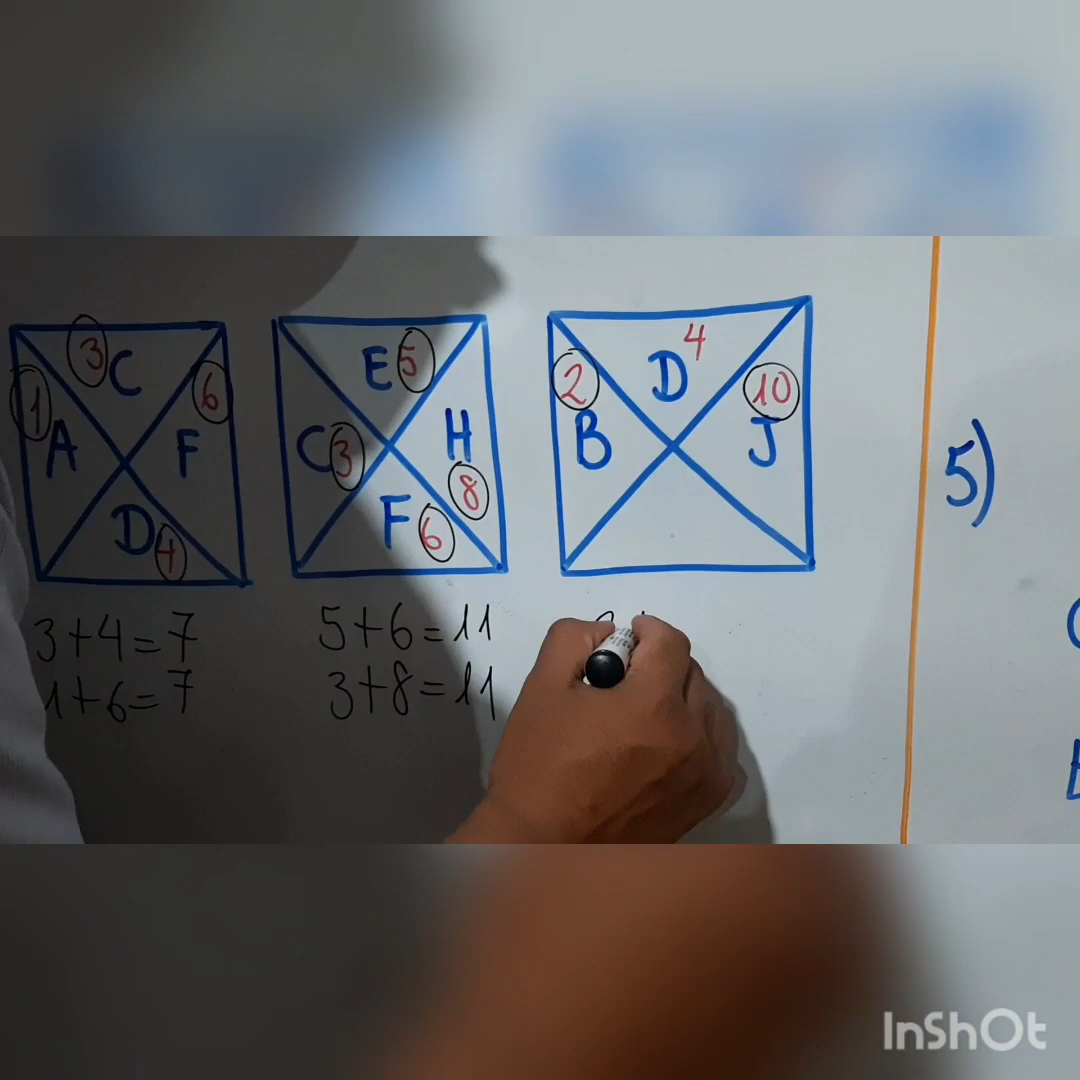 3 C
1 A
6 F
D 4
E 5
C 3
H 8
F 6
D 4
2 B
10 J
5)
3+4=7
1+6=7
5+6=11
3+8=11
InShOt